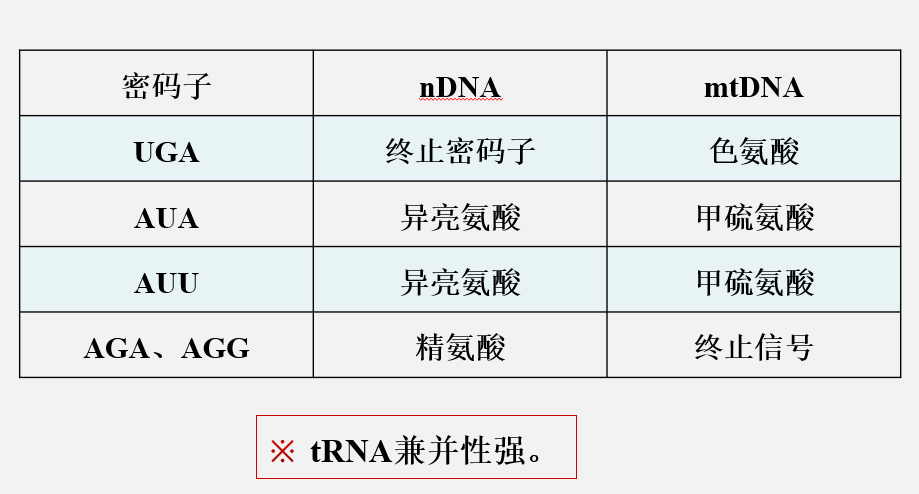 密码子 nDNA mtDNA
UGA 终止密码子 色氨酸
AUA 异亮氨酸 甲硫氨酸
AUU 异亮氨酸 甲硫氨酸
AGA、AGG 精氨酸 终止信号
※ tRNA兼并性强。